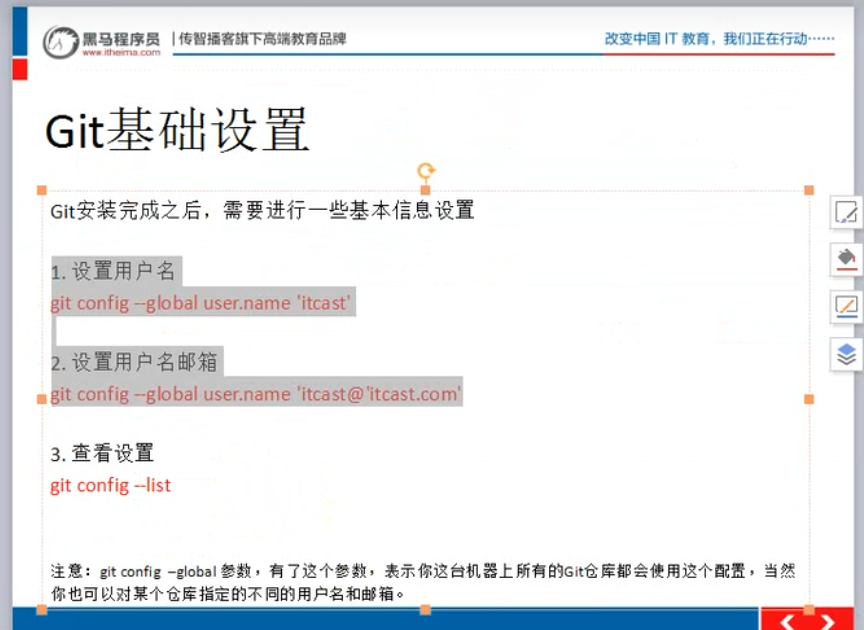 黑马程序员 | 传智播客旗下高端教育品牌
www.itheima.com
改变中国 IT 教育，我们正在行动……
Git基础设置
Git安装完成之后，需要进行一些基本信息设置
1. 设置用户名
git config --global user.name 'itcast'
2. 设置用户名邮箱
git config --global user.name 'itcast@'itcast.com'
3. 查看设置
git config --list
注意：git config –global 参数，有了这个参数，表示你这台机器上所有的Git仓库都会使用这个配置，当然
你也可以对某个仓库指定的不同的用户名和邮箱。